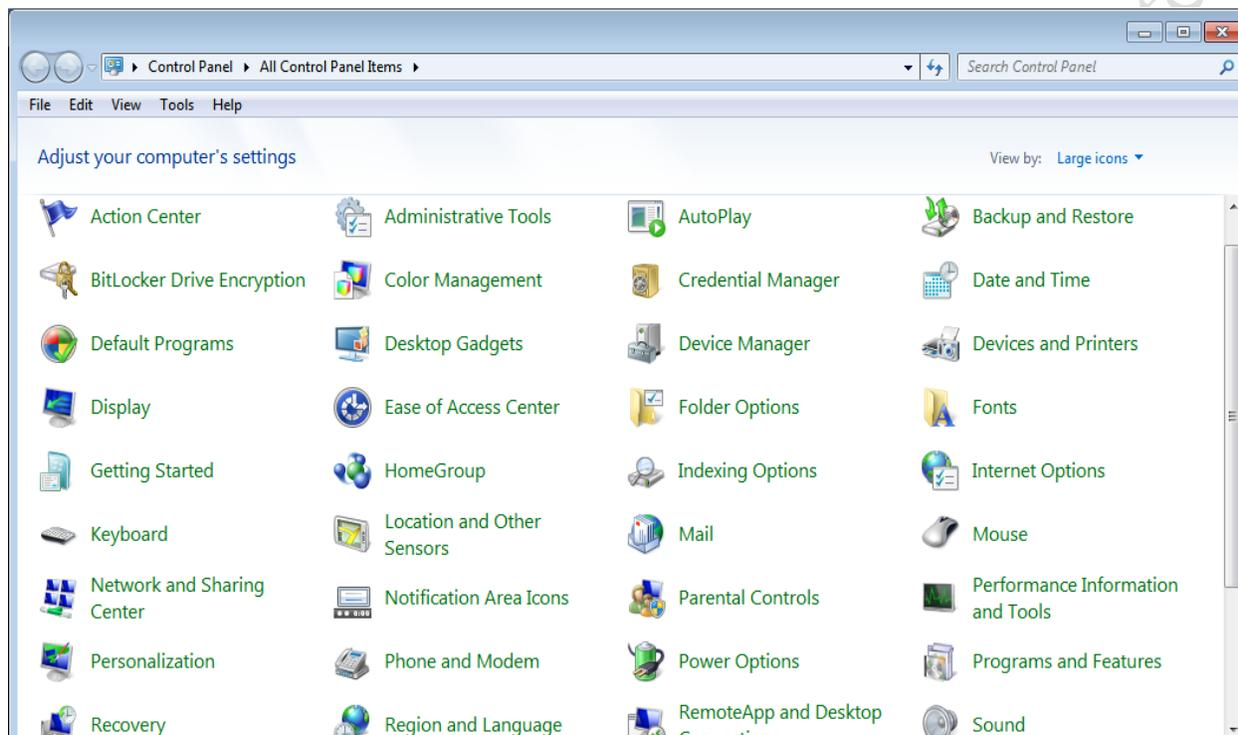 Control Panel All Control Panel Items
Search Control Panel
File Edit View Tools Help
Adjust your computer's settings
View by: Large icons
Action Center Administrative Tools AutoPlay Backup and Restore
BitLocker Drive Encryption Color Management Credential Manager Date and Time
Default Programs Desktop Gadgets Device Manager Devices and Printers
Display Ease of Access Center Folder Options Fonts
Getting Started HomeGroup Indexing Options Internet Options
Keyboard
Location and Other
Sensors
Mail
Mouse
Network and Sharing
Center
Notification Area Icons
Parental Controls
Performance Information
and Tools
Personalization Phone and Modem Power Options Programs and Features
Recovery
Region and Language
RemoteApp and Desktop
Sound